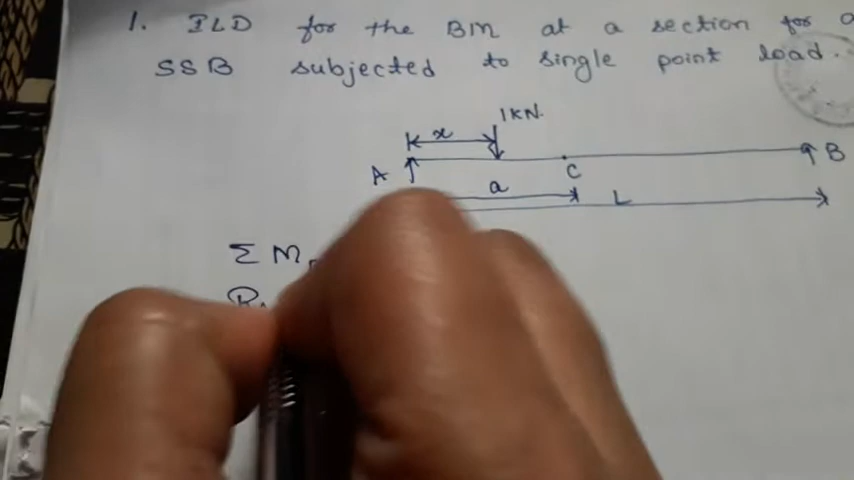 1. ILD for the BM at a section for a
SSB subjected to single point load.
1kN.
x
A
C
B
a
L
ΣM
R